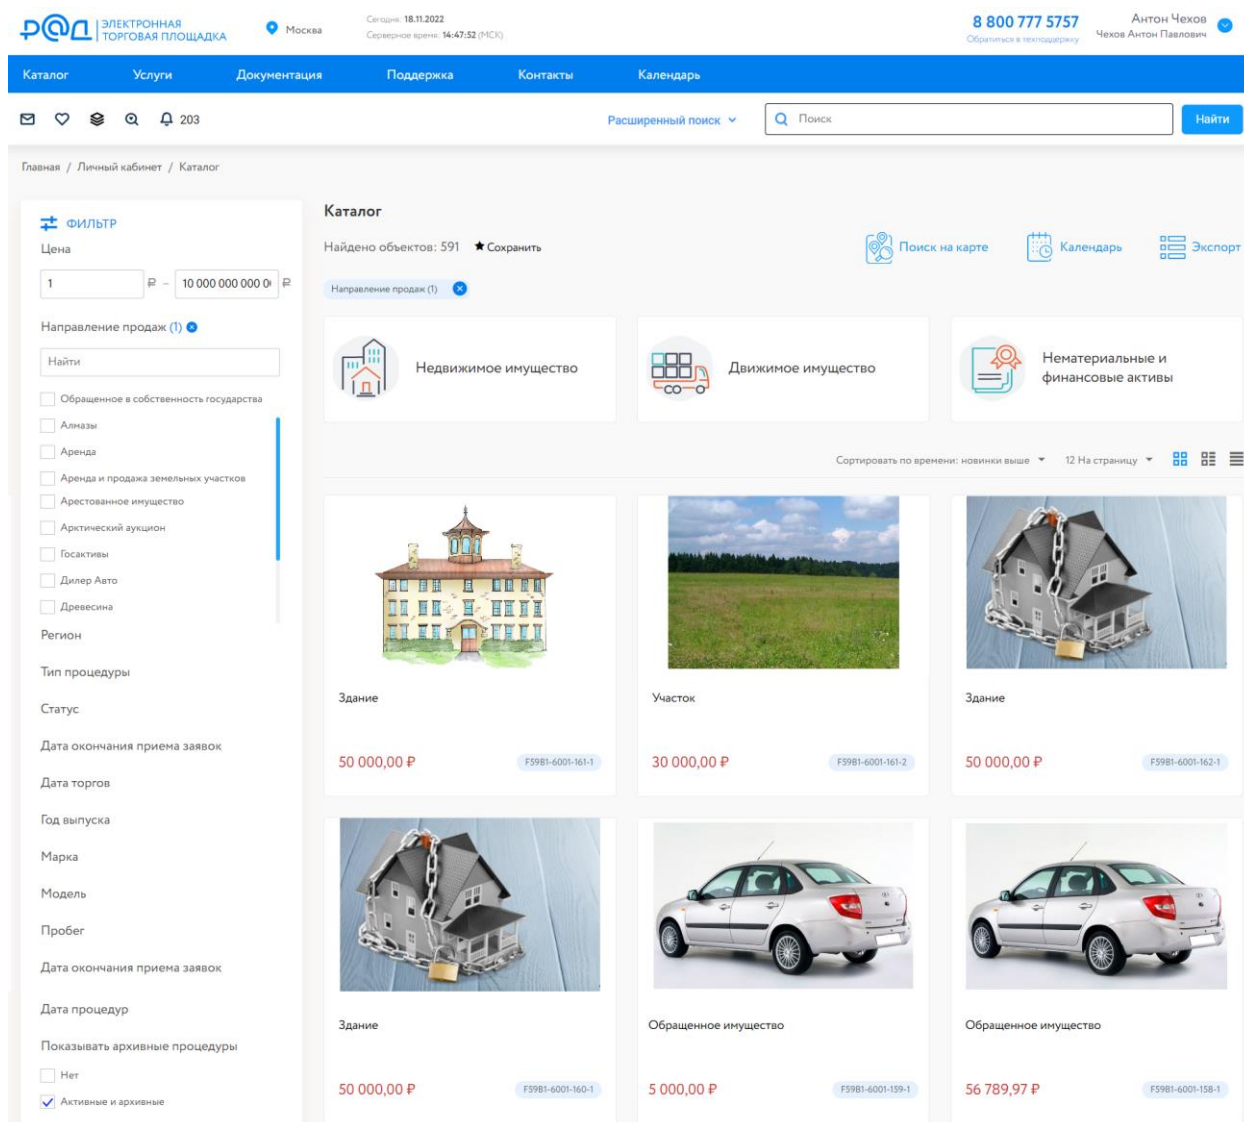 РАД ЭЛЕКТРОННАЯ
ТОРГОВАЯ ПЛОЩАДКА
Москва
Сегодня: 18.11.2022
Серверное время: 14:47:52 (МСК)
8 800 777 5757
Обратиться в техподдержку
Антон Чехов
Чехов Антон Павлович
Каталог Услуги Документация Поддержка Контакты Календарь
203
Расширенный поиск
Поиск
Найти
Главная / Личный кабинет / Каталог
ФИЛЬТР
Цена
1 ₽ – 10 000 000 000 0 ₽
Направление продаж (1)
Найти
Обращенное в собственность государства
Алмазы
Аренда
Аренда и продажа земельных участков
Арестованное имущество
Арктический аукцион
Госактивы
Дилер Авто
Древесина
Регион
Тип процедуры
Статус
Дата окончания приема заявок
Дата торгов
Год выпуска
Марка
Модель
Пробег
Дата окончания приема заявок
Дата процедур
Показывать архивные процедуры
Нет
Активные и архивные
Каталог
Найдено объектов: 591 Сохранить
Поиск на карте
Календарь
Экспорт
Направление продаж (1)
Недвижимое имущество
Движимое имущество
Нематериальные и
финансовые активы
Сортировать по времени: новинки выше 12 На страницу
Здание
50 000,00 ₽ F59B1-6001-161-1
Участок
30 000,00 ₽ F59B1-6001-161-2
Здание
50 000,00 ₽ F59B1-6001-162-1
Здание
50 000,00 ₽ F59B1-6001-160-1
Обращенное имущество
5 000,00 ₽ F59B1-6001-159-1
Обращенное имущество
56 789,97 ₽ F59B1-6001-158-1